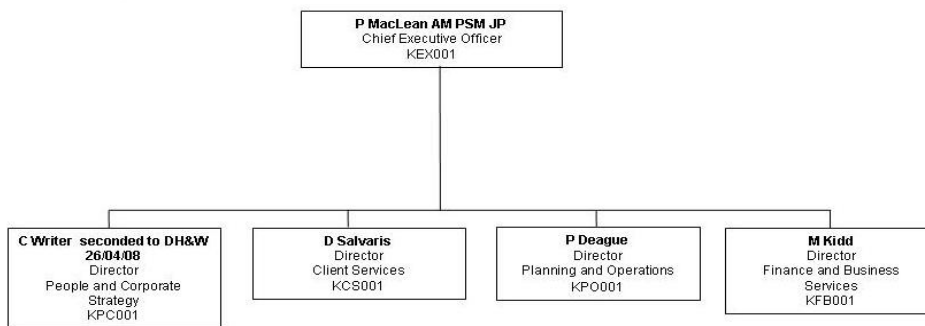 P MacLean AM PSM JP
Chief Executive Officer
KEX001
C Writer seconded to DH&W
26/04/08
Director
People and Corporate
Strategy
KPC001
D Salvaris
Director
Client Services
KCS001
P Deague
Director
Planning and Operations
KPO001
M Kidd
Director
Finance and Business
Services
KFB001